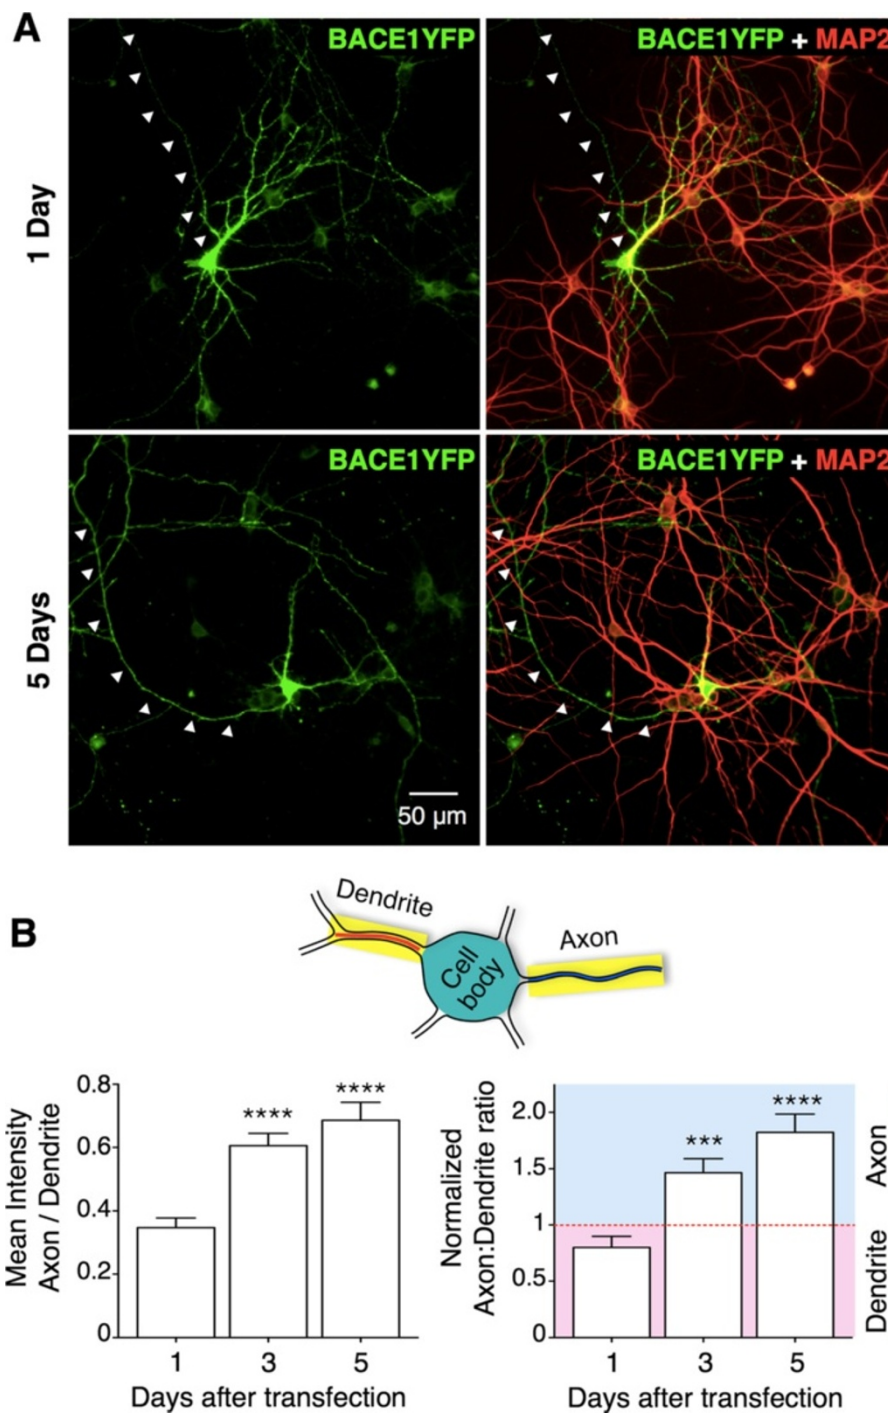 A
BACE1YFP
BACE1YFP + MAP2
1 Day
BACE1YFP
BACE1YFP + MAP2
5 Days
50 µm
B
Dendrite
Cell
body
Axon
Mean Intensity
Axon / Dendrite
0.8
0.6
0.4
0.2
0
****
****
1 3 5
Days after transfection
Normalized
Axon:Dendrite ratio
2.0
1.5
1
0.5
0
***
****
Axon
Dendrite
1 3 5
Days after transfection